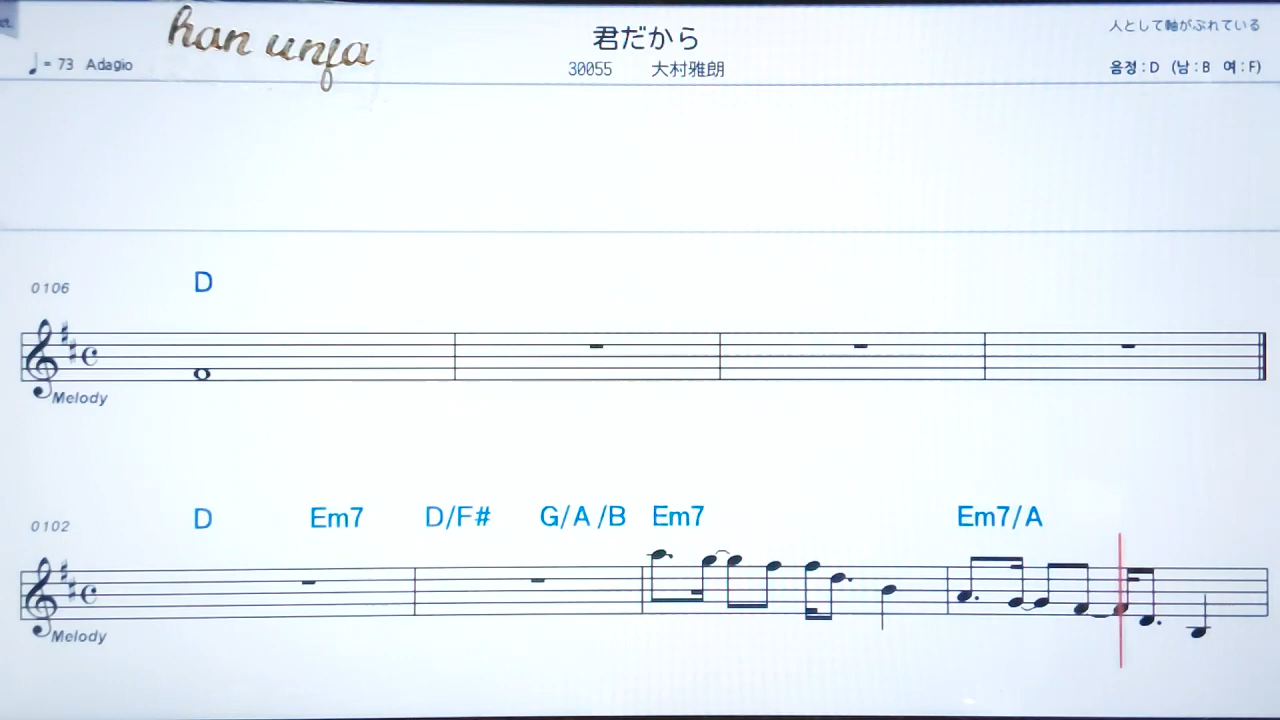 han unfa
君だから
人として軸がぶれている
♩= 73 Adagio
30055 大村雅朗
음정 : D (남 : B 여 : F)
D
0106
Melody
D Em7 D/F# G/A /B Em7 Em7/A
0102
Melody